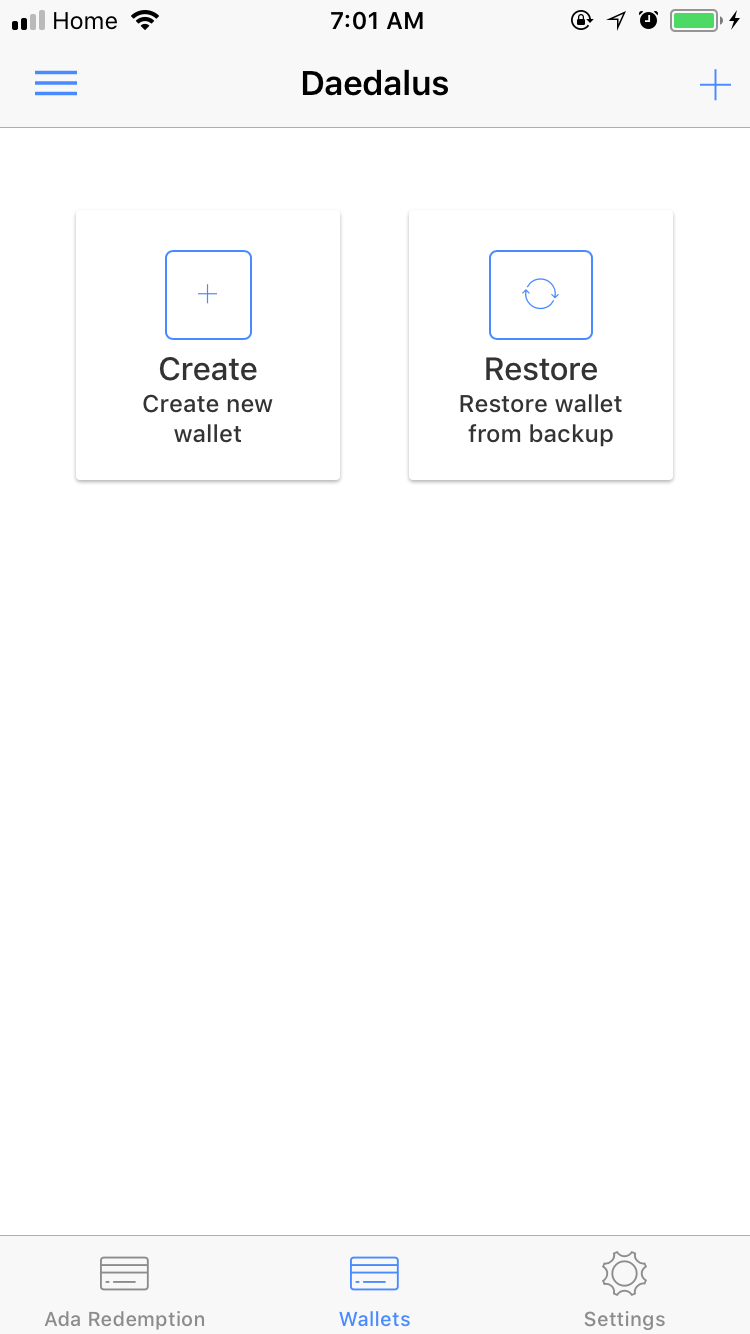 Home 7:01 AM
Daedalus
Create
Create new
wallet
Restore
Restore wallet
from backup
Ada Redemption Wallets Settings